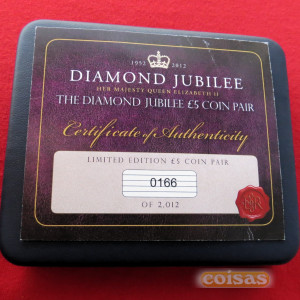 1952 2012
DIAMOND JUBILEE
HER MAJESTY QUEEN ELIZABETH II
THE DIAMOND JUBILEE £5 COIN PAIR
Certificate of Authenticity
LIMITED EDITION £5 COIN PAIR
0166
OF 2,012
coisas